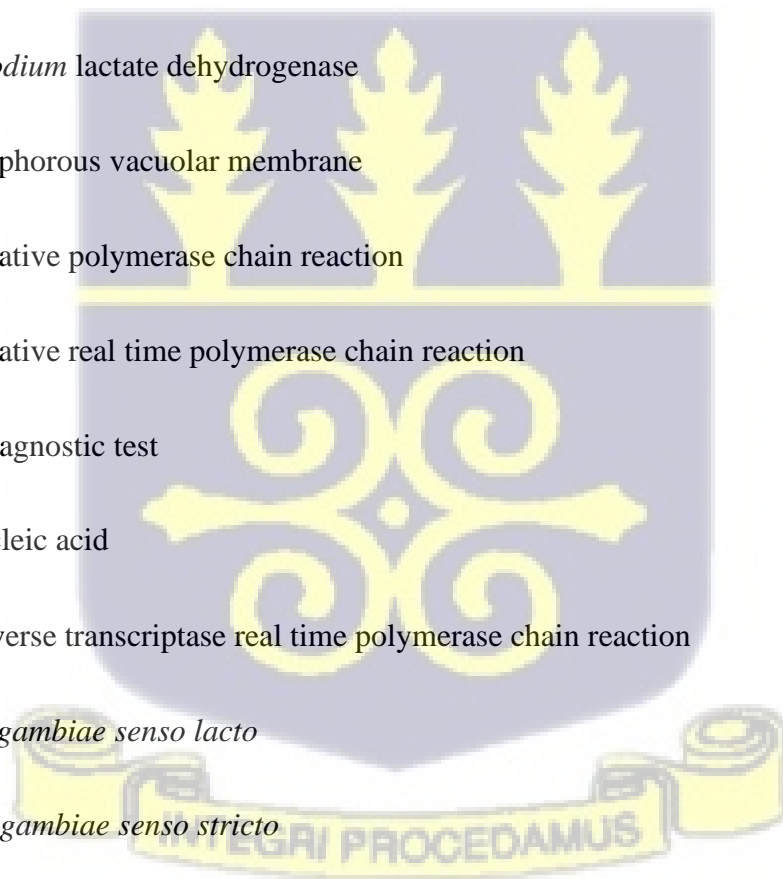 odium lactate dehydrogenase
phorous vacuolar membrane
ative polymerase chain reaction
ative real time polymerase chain reaction
agnostic test
leic acid
verse transcriptase real time polymerase chain reaction
gambiae senso lacto
gambiae senso stricto
INTEGRI PROCEDAMUS